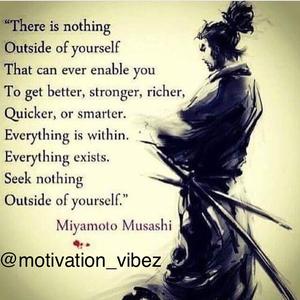 “There is nothing
Outside of yourself
That can ever enable you
To get better, stronger, richer,
Quicker, or smarter.
Everything is within.
Everything exists.
Seek nothing
Outside of yourself.”
Miyamoto Musashi
@motivation_vibez